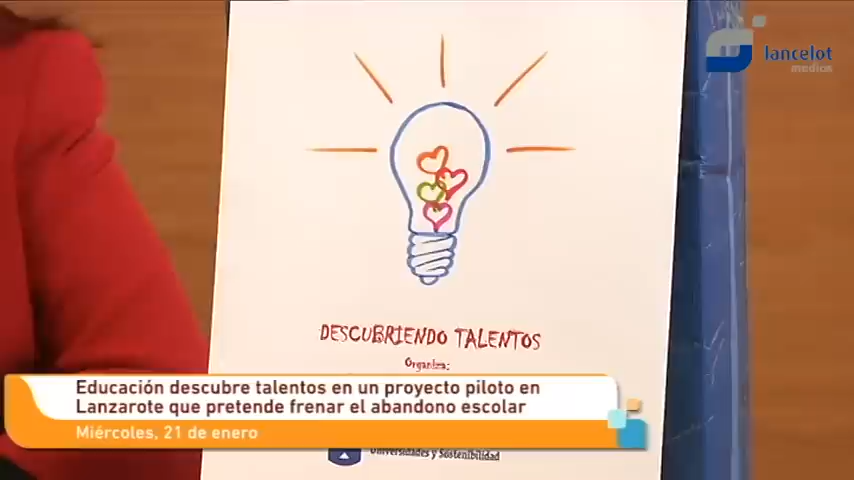 lancelot
medios
DESCUBRIENDO TALENTOS
Organiza:
Educación descubre talentos en un proyecto piloto en
Lanzarote que pretende frenar el abandono escolar
Miércoles, 21 de enero
Universidades y Sostenibilidad